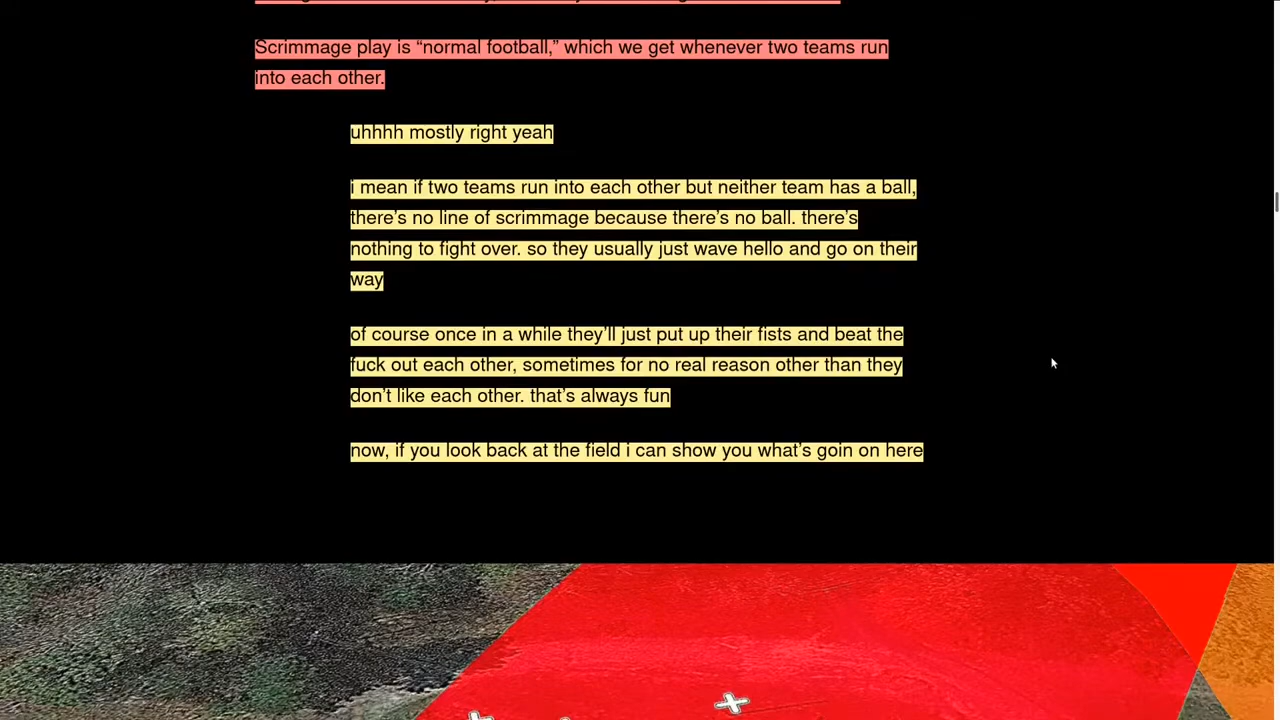 Scrimmage play is “normal football,” which we get whenever two teams run
into each other.
uhhhh mostly right yeah
i mean if two teams run into each other but neither team has a ball,
there’s no line of scrimmage because there’s no ball. there’s
nothing to fight over. so they usually just wave hello and go on their
way
of course once in a while they’ll just put up their fists and beat the
fuck out each other, sometimes for no real reason other than they
don’t like each other. that’s always fun
now, if you look back at the field i can show you what’s goin on here